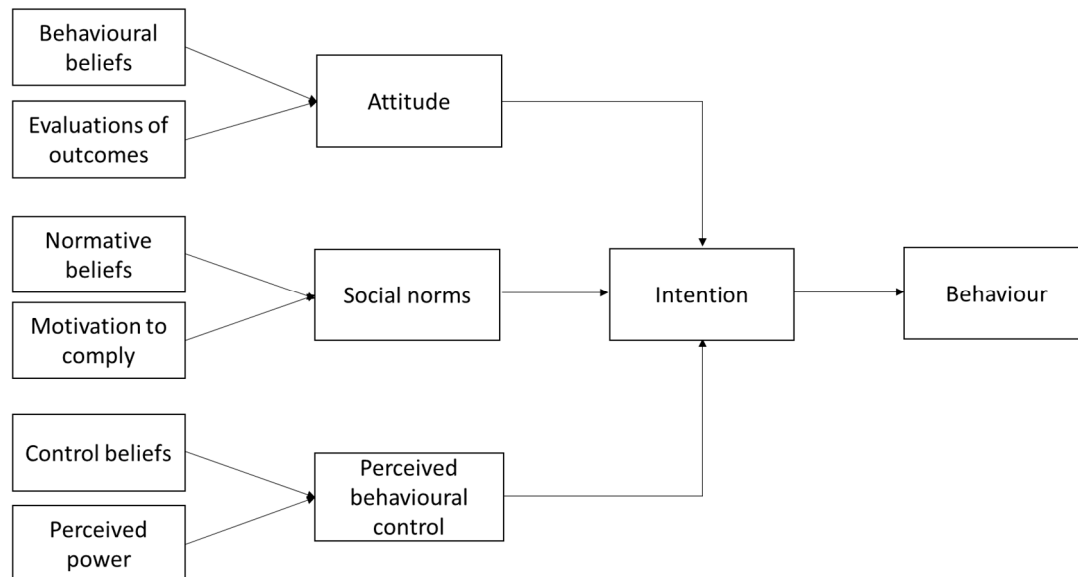 Behavioural
beliefs
Evaluations of
outcomes
Attitude
Normative
beliefs
Motivation to
comply
Social norms
Intention
Behaviour
Control beliefs
Perceived
power
Perceived
behavioural
control